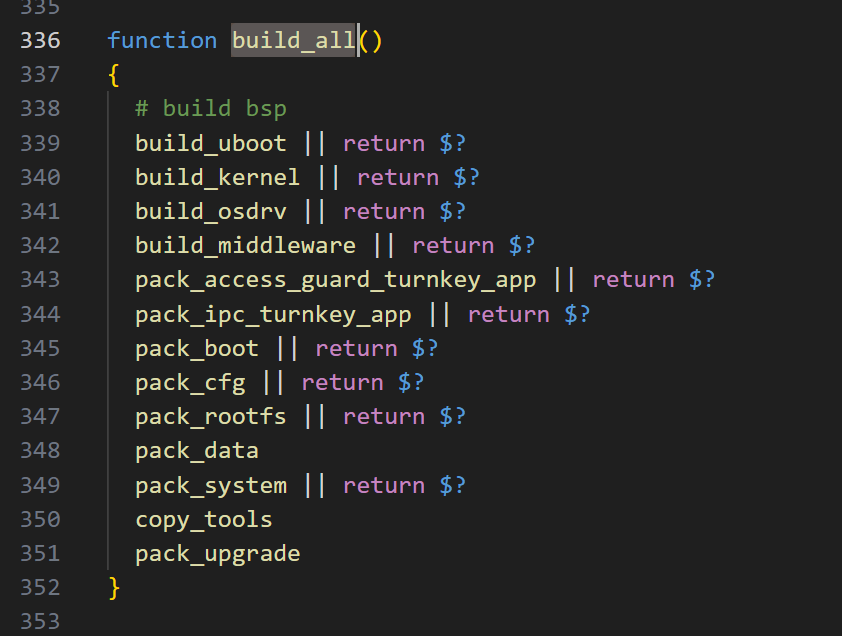 335
336 function build_all()
337 {
338 # build bsp
339 build_uboot || return $?
340 build_kernel || return $?
341 build_osdrv || return $?
342 build_middleware || return $?
343 pack_access_guard_turnkey_app || return $?
344 pack_ipc_turnkey_app || return $?
345 pack_boot || return $?
346 pack_cfg || return $?
347 pack_rootfs || return $?
348 pack_data
349 pack_system || return $?
350 copy_tools
351 pack_upgrade
352 }
353